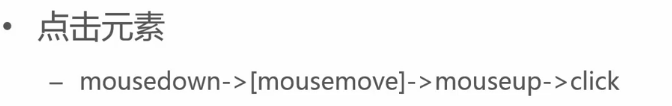 • 点击元素
– mousedown->[mousemove]->mouseup->click